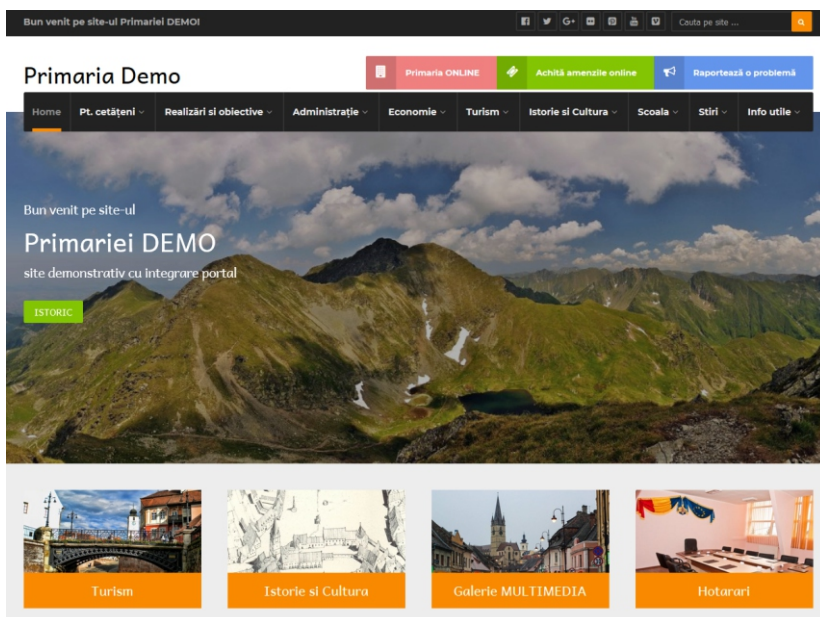 Bun venit pe site-ul Primariei DEMO!
Cauta pe site ...
Primaria Demo
Primaria ONLINE
Achită amenzile online
Raportează o problemă
Home Pt. cetățeni Realizări si obiective Administrație Economie Turism Istorie si Cultura Scoala Stiri Info utile
Bun venit pe site-ul
Primariei DEMO
site demonstrativ cu integrare portal
ISTORIC
Turism
Istorie si Cultura
Galerie MULTIMEDIA
Hotarari